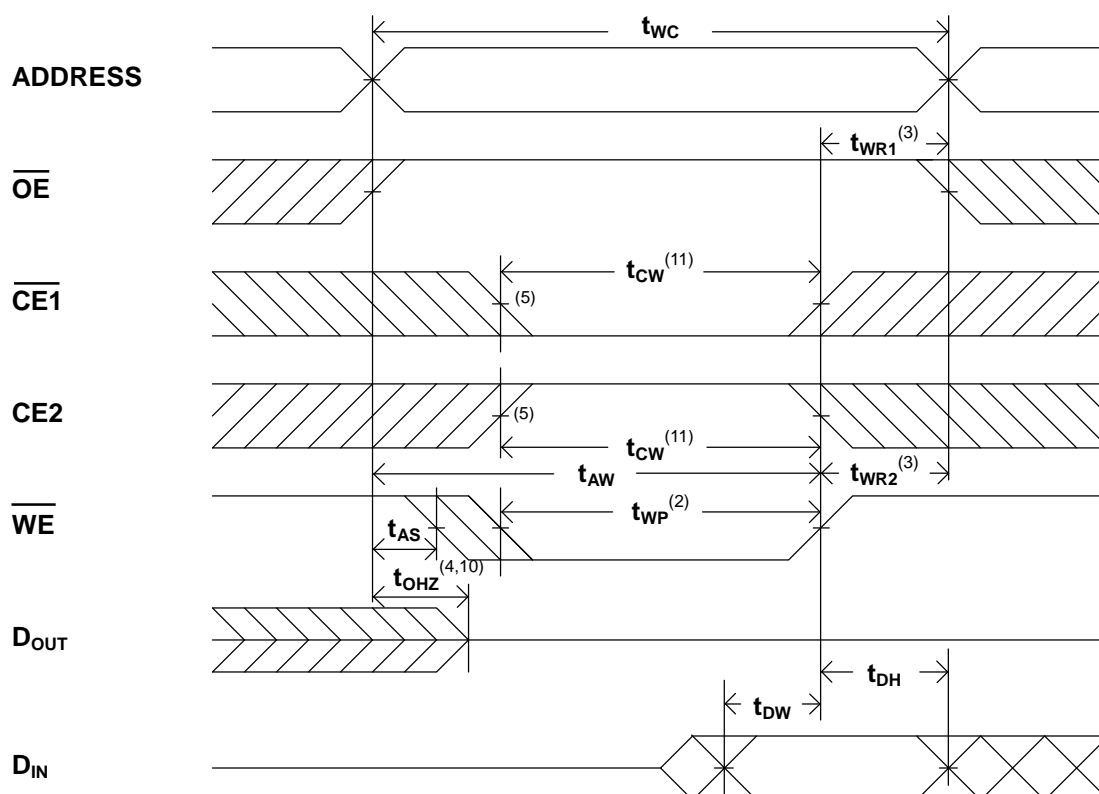 tWC
ADDRESS
tWR1(3)
OE
tCW(11)
CE1
(5)
CE2
(5)
tCW(11)
tAW
tWR2(3)
WE
tWP(2)
tAS
tOHZ(4,10)
DOUT
tDH
tDW
DIN